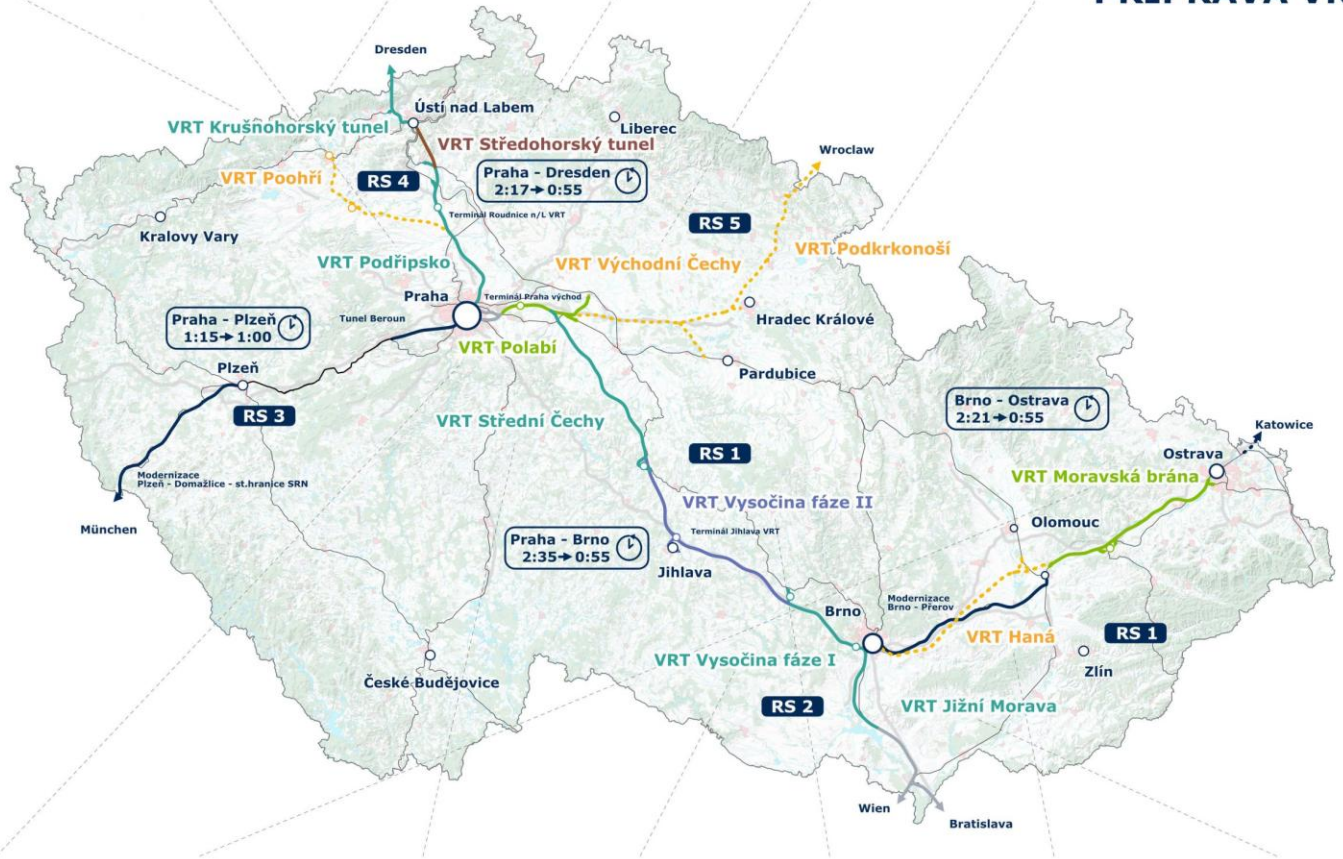 Dresden
Ústí nad Labem
VRT Krušnohorský tunel
Liberec
VRT Středohorský tunel
Wroclaw
VRT Poohří
RS 4
Praha - Dresden
2:17➔0:55
Terminál Roudnice n/L VRT
RS 5
Kralovy Vary
VRT Podřipsko
VRT Východní Čechy
VRT Podkrkonoší
Praha
Terminál Praha východ
Praha - Plzeň
1:15➔1:00
Tunel Beroun
Hradec Králové
VRT Polabí
Plzeň
Pardubice
RS 3
VRT Střední Čechy
Brno - Ostrava
2:21➔0:55
Katowice
RS 1
Ostrava
Modernizace
Plzeň - Domažlice - st.hranice SRN
VRT Moravská brána
München
VRT Vysočina fáze II
Olomouc
Terminál Jihlava VRT
Praha - Brno
2:35➔0:55
Jihlava
Modernizace
Brno - Přerov
Brno
VRT Haná
RS 1
VRT Vysočina fáze I
Zlín
České Budějovice
RS 2
VRT Jižní Morava
Wien
Bratislava